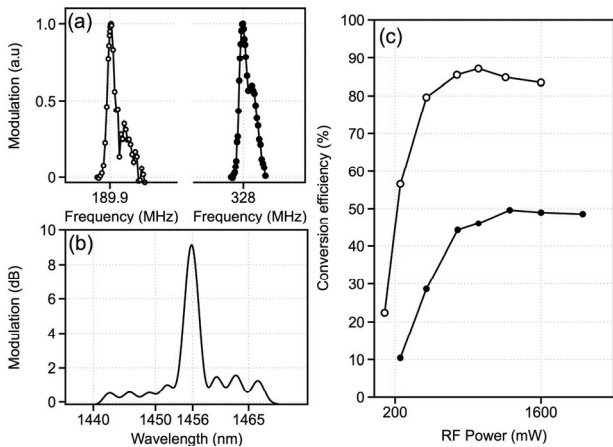 (a)
Modulation (a.u)
1.0
0.5
0
189.9
328
Frequency (MHz)
Frequency (MHz)
(b)
Modulation (dB)
10
8
6
4
2
0
1440
1450
1456
1465
Wavelength (nm)
(c)
Conversion efficiency (%)
100
90
80
70
60
50
40
30
20
10
0
200
1600
RF Power (mW)